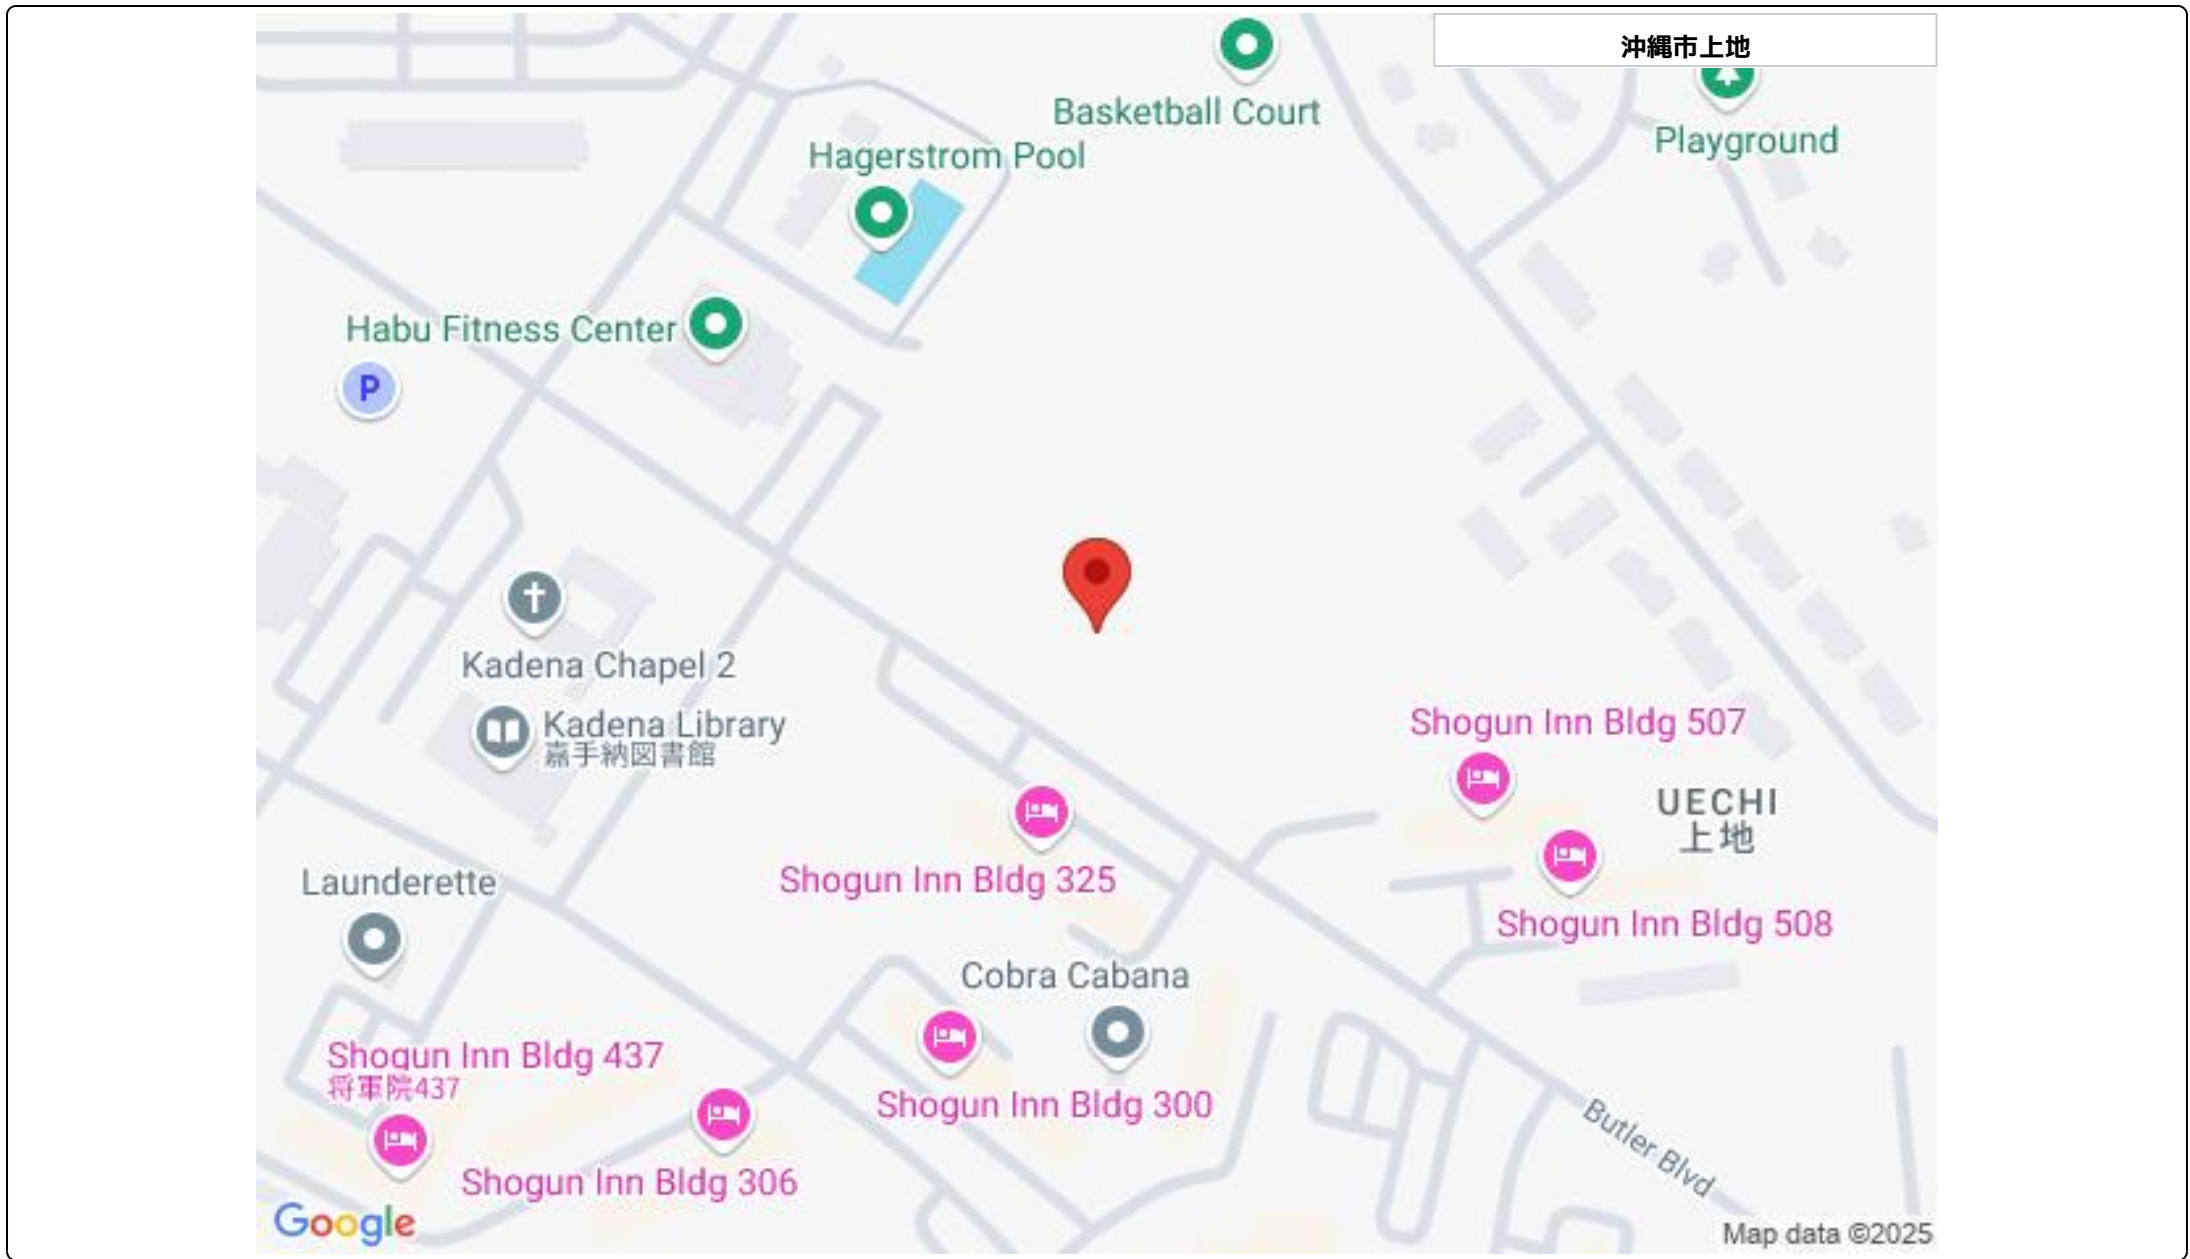 沖縄市上地
Basketball Court
Playground
Hagerstrom Pool
Habu Fitness Center
P
Kadena Chapel 2
Kadena Library
嘉手納図書館
Shogun Inn Bldg 507
UECHI
上地
Shogun Inn Bldg 325
Launderette
Shogun Inn Bldg 508
Cobra Cabana
Shogun Inn Bldg 437
将軍院437
Shogun Inn Bldg 300
Butler Blvd
Shogun Inn Bldg 306
Google
Map data ©2025